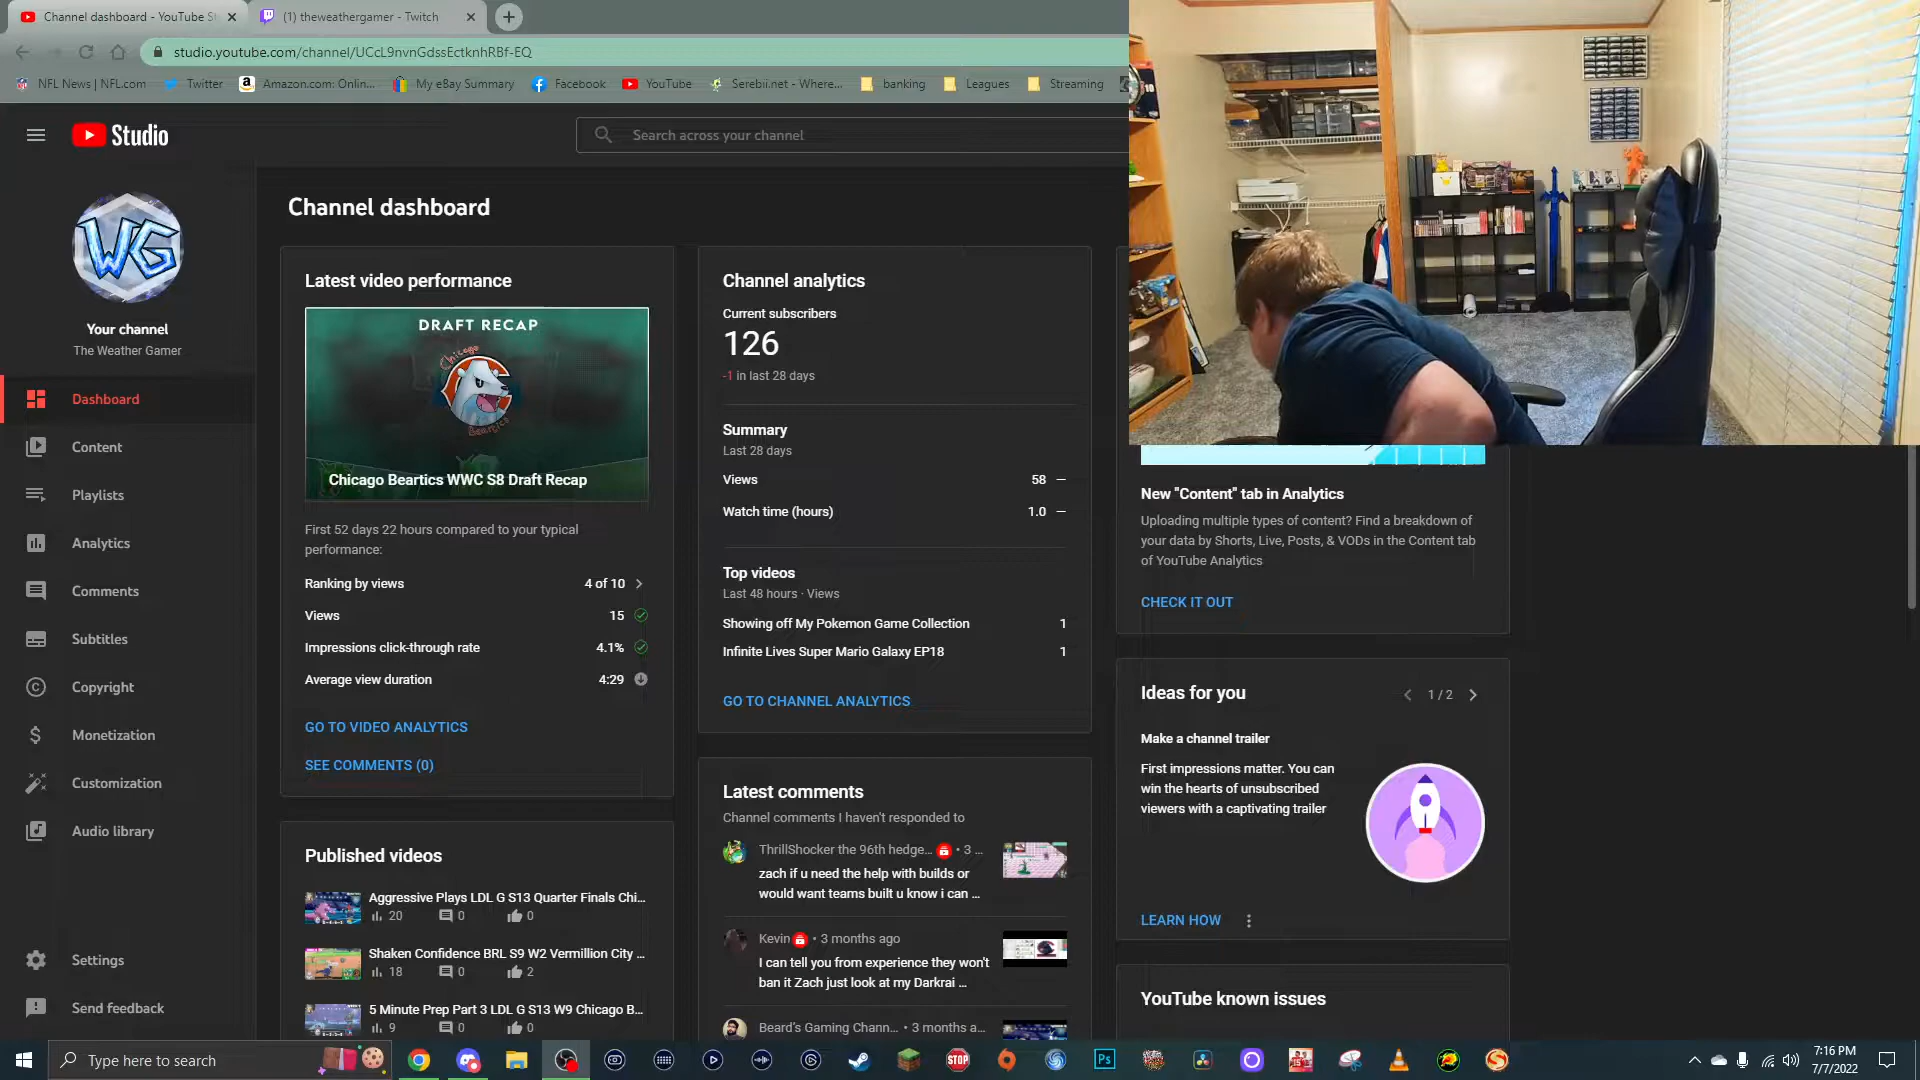 Channel dashboard - YouTube St
(1) theweathergamer - Twitch
studio.youtube.com/channel/UCcL9nvnGdssEctknhRBf-EQ
NFL News | NFL.com
Twitter
Amazon.com: Onlin...
My eBay Summary
Facebook
YouTube
Serebii.net - Where...
banking
Leagues
Streaming
Studio
Search across your channel
WG
Your channel
The Weather Gamer
Dashboard
Content
Playlists
Analytics
Comments
Subtitles
Copyright
Monetization
Customization
Audio library
Settings
Send feedback
Channel dashboard
Latest video performance
DRAFT RECAP
Chicago
Beartics
Chicago Beartics WWC S8 Draft Recap
First 52 days 22 hours compared to your typical
performance:
Ranking by views 4 of 10
Views 15
Impressions click-through rate 4.1%
Average view duration 4:29
GO TO VIDEO ANALYTICS
SEE COMMENTS (0)
Published videos
Aggressive Plays LDL G S13 Quarter Finals Chi...
20 0 0
Shaken Confidence BRL S9 W2 Vermillion City ...
18 0 2
5 Minute Prep Part 3 LDL G S13 W9 Chicago B...
9 0 0
Channel analytics
Current subscribers
126
-1 in last 28 days
Summary
Last 28 days
Views 58 —
Watch time (hours) 1.0 —
Top videos
Last 48 hours · Views
Showing off My Pokemon Game Collection 1
Infinite Lives Super Mario Galaxy EP18 1
GO TO CHANNEL ANALYTICS
Latest comments
Channel comments I haven't responded to
ThrillShocker the 96th hedge... • 3 ...
zach if u need the help with builds or
would want teams built u know i can ...
Kevin • 3 months ago
I can tell you from experience they won't
ban it Zach just look at my Darkrai ...
Beard's Gaming Chann... • 3 months a...
New "Content" tab in Analytics
Uploading multiple types of content? Find a breakdown of
your data by Shorts, Live, Posts, & VODs in the Content tab
of YouTube Analytics
CHECK IT OUT
Ideas for you
1 / 2
Make a channel trailer
First impressions matter. You can
win the hearts of unsubscribed
viewers with a captivating trailer
LEARN HOW
YouTube known issues
Type here to search
STOP
Ps
7:16 PM
7/7/2022